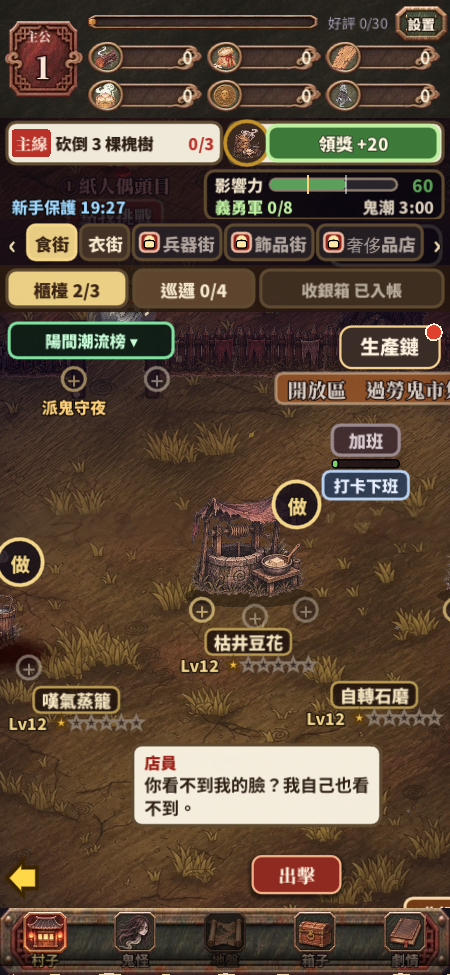 主公
1
好評 0/30
設置
0
0
0
0
0
0
主線 砍倒 3 棵槐樹 0/3
領獎 +20
紙人偶頭目
影響力 60
新手保護 19:27
義勇軍 0/8
鬼潮 3:00
食街
衣街
兵器街
飾品街
奢侈品店
櫃檯 2/3
巡邏 0/4
收銀箱 已入帳
陽間潮流榜 ▾
生產鏈
派鬼守夜
開放區 過勞鬼市
加班
打卡下班
做
做
枯井豆花
Lv12
嘆氣蒸籠
Lv12
自轉石磨
Lv12
店員
你看不到我的臉？我自己也看
不到。
出擊
村子
鬼怪
地盤
箱子
劇情